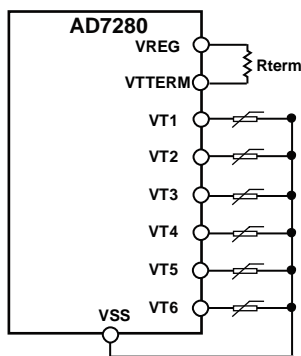 AD7280
VREG
Rterm
VTTERM
VT1
VT2
VT3
VT4
VT5
VT6
VSS